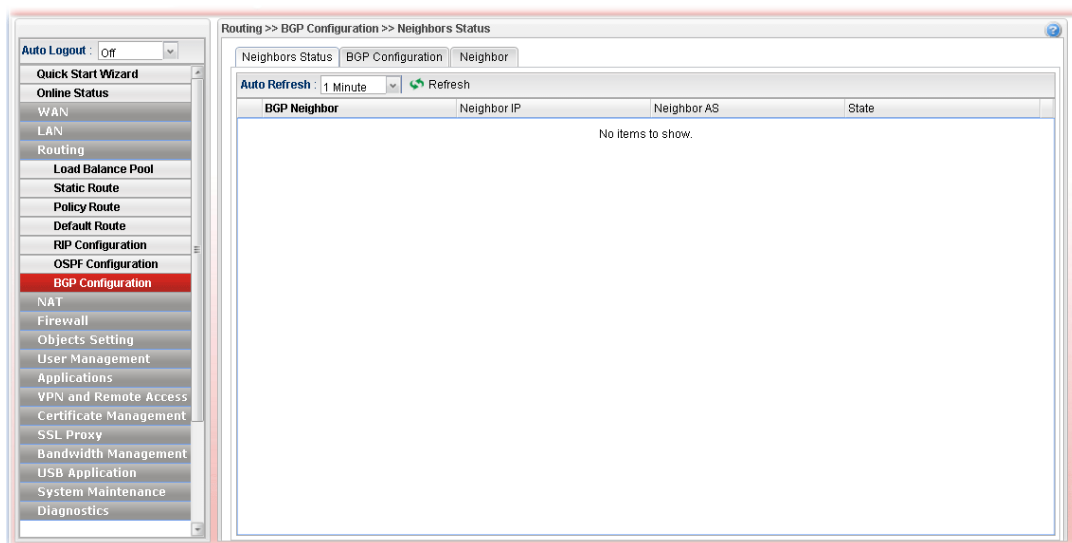 Routing >> BGP Configuration >> Neighbors Status
Auto Logout : Off
Quick Start Wizard
Online Status
WAN
LAN
Routing
Load Balance Pool
Static Route
Policy Route
Default Route
RIP Configuration
OSPF Configuration
BGP Configuration
NAT
Firewall
Objects Setting
User Management
Applications
VPN and Remote Access
Certificate Management
SSL Proxy
Bandwidth Management
USB Application
System Maintenance
Diagnostics
Neighbors Status BGP Configuration Neighbor
Auto Refresh : 1 Minute Refresh
BGP Neighbor Neighbor IP Neighbor AS State
No items to show.